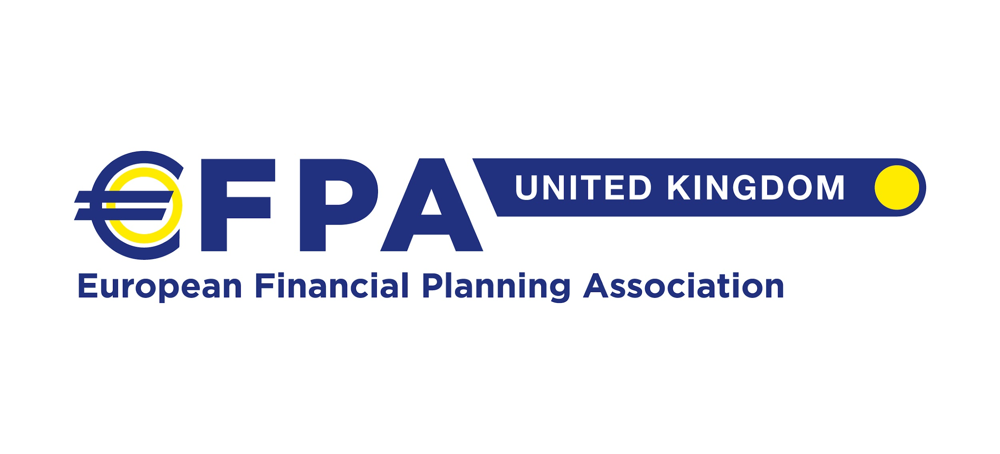 €FPA UNITED KINGDOM
European Financial Planning Association